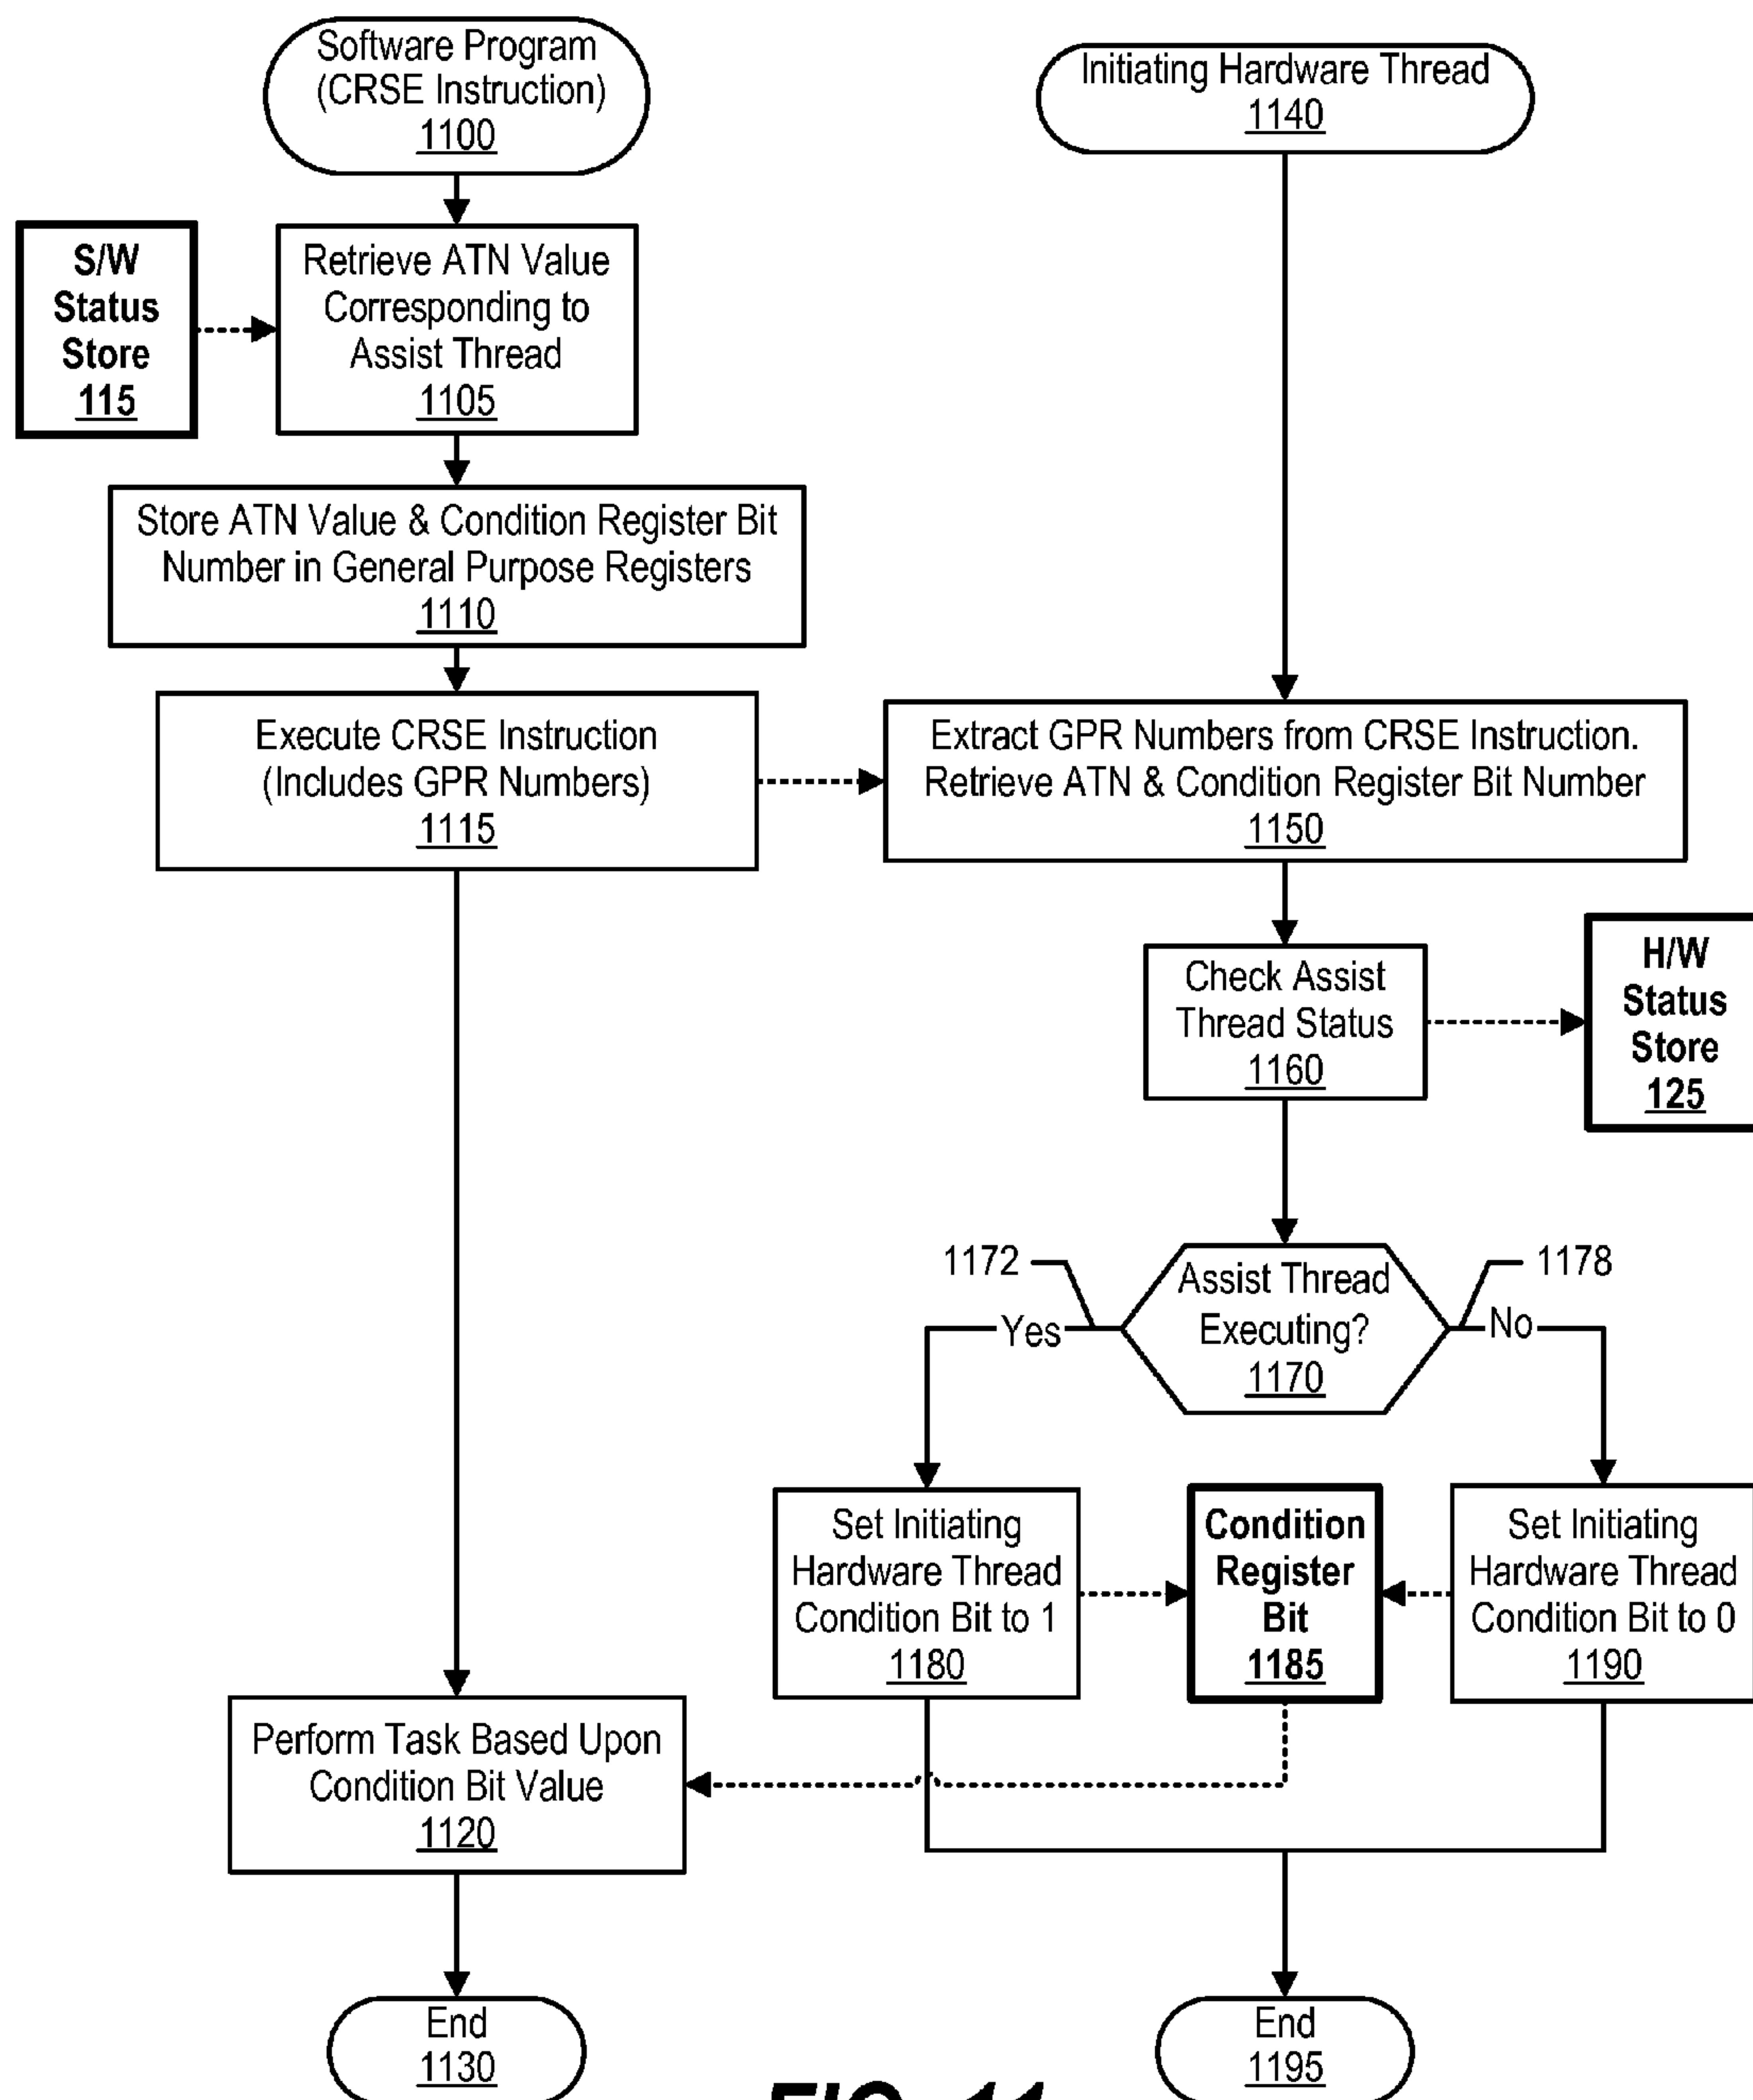 Software Program
(CRSE Instruction)
1100
Initiating Hardware Thread
1140
S/W
Status
Store
115
Retrieve ATN Value
Corresponding to
Assist Thread
1105
Store ATN Value & Condition Register Bit
Number in General Purpose Registers
1110
Execute CRSE Instruction
(Includes GPR Numbers)
1115
Extract GPR Numbers from CRSE Instruction.
Retrieve ATN & Condition Register Bit Number
1150
Check Assist
Thread Status
1160
H/W
Status
Store
125
1172
Assist Thread
Executing?
1170
1178
Yes
No
Set Initiating
Hardware Thread
Condition Bit to 1
1180
Condition
Register
Bit
1185
Set Initiating
Hardware Thread
Condition Bit to 0
1190
Perform Task Based Upon
Condition Bit Value
1120
End
1130
End
1195
FIG. 11